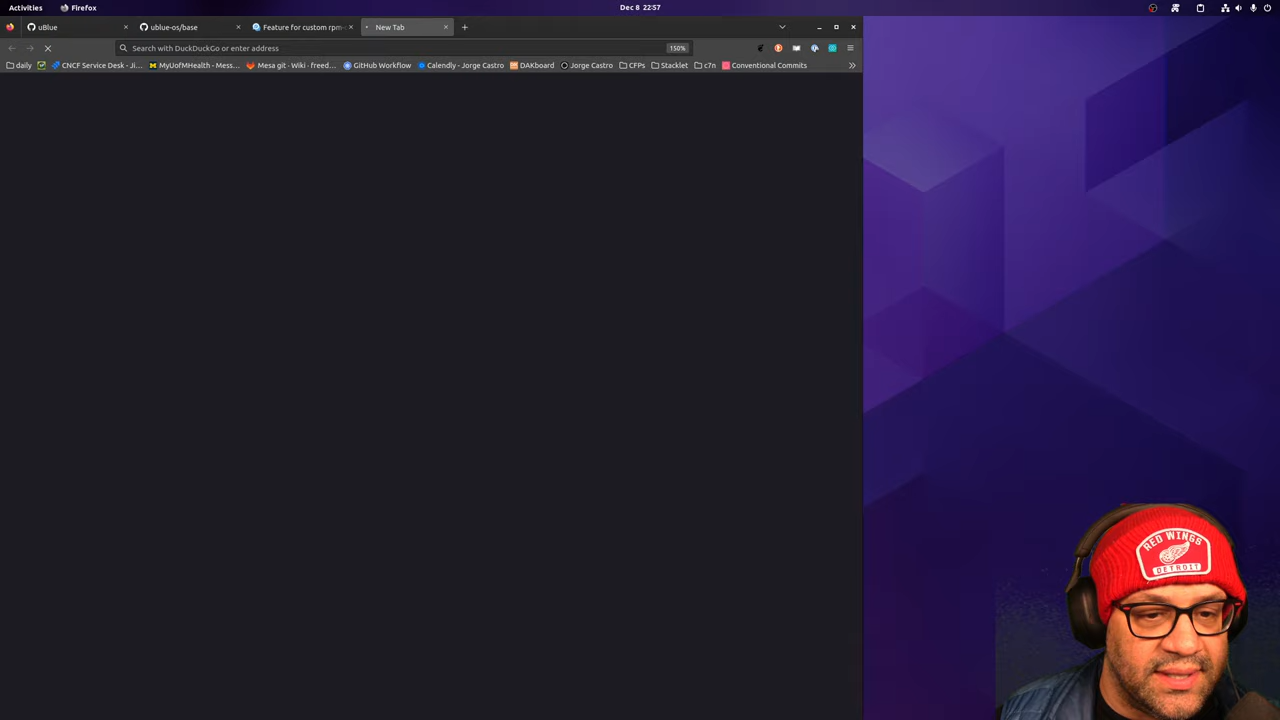 Activities Firefox Dec 8 22:57
uBlue ublue-os/base Feature for custom rpm- New Tab
Search with DuckDuckGo or enter address 150%
daily CNCF Service Desk - Ji... MyUofMHealth - Mess... Mesa git · Wiki · freed... GitHub Workflow Calendly - Jorge Castro DAKboard Jorge Castro CFPs Stacklet c7n Conventional Commits
RED WINGS
DETROIT